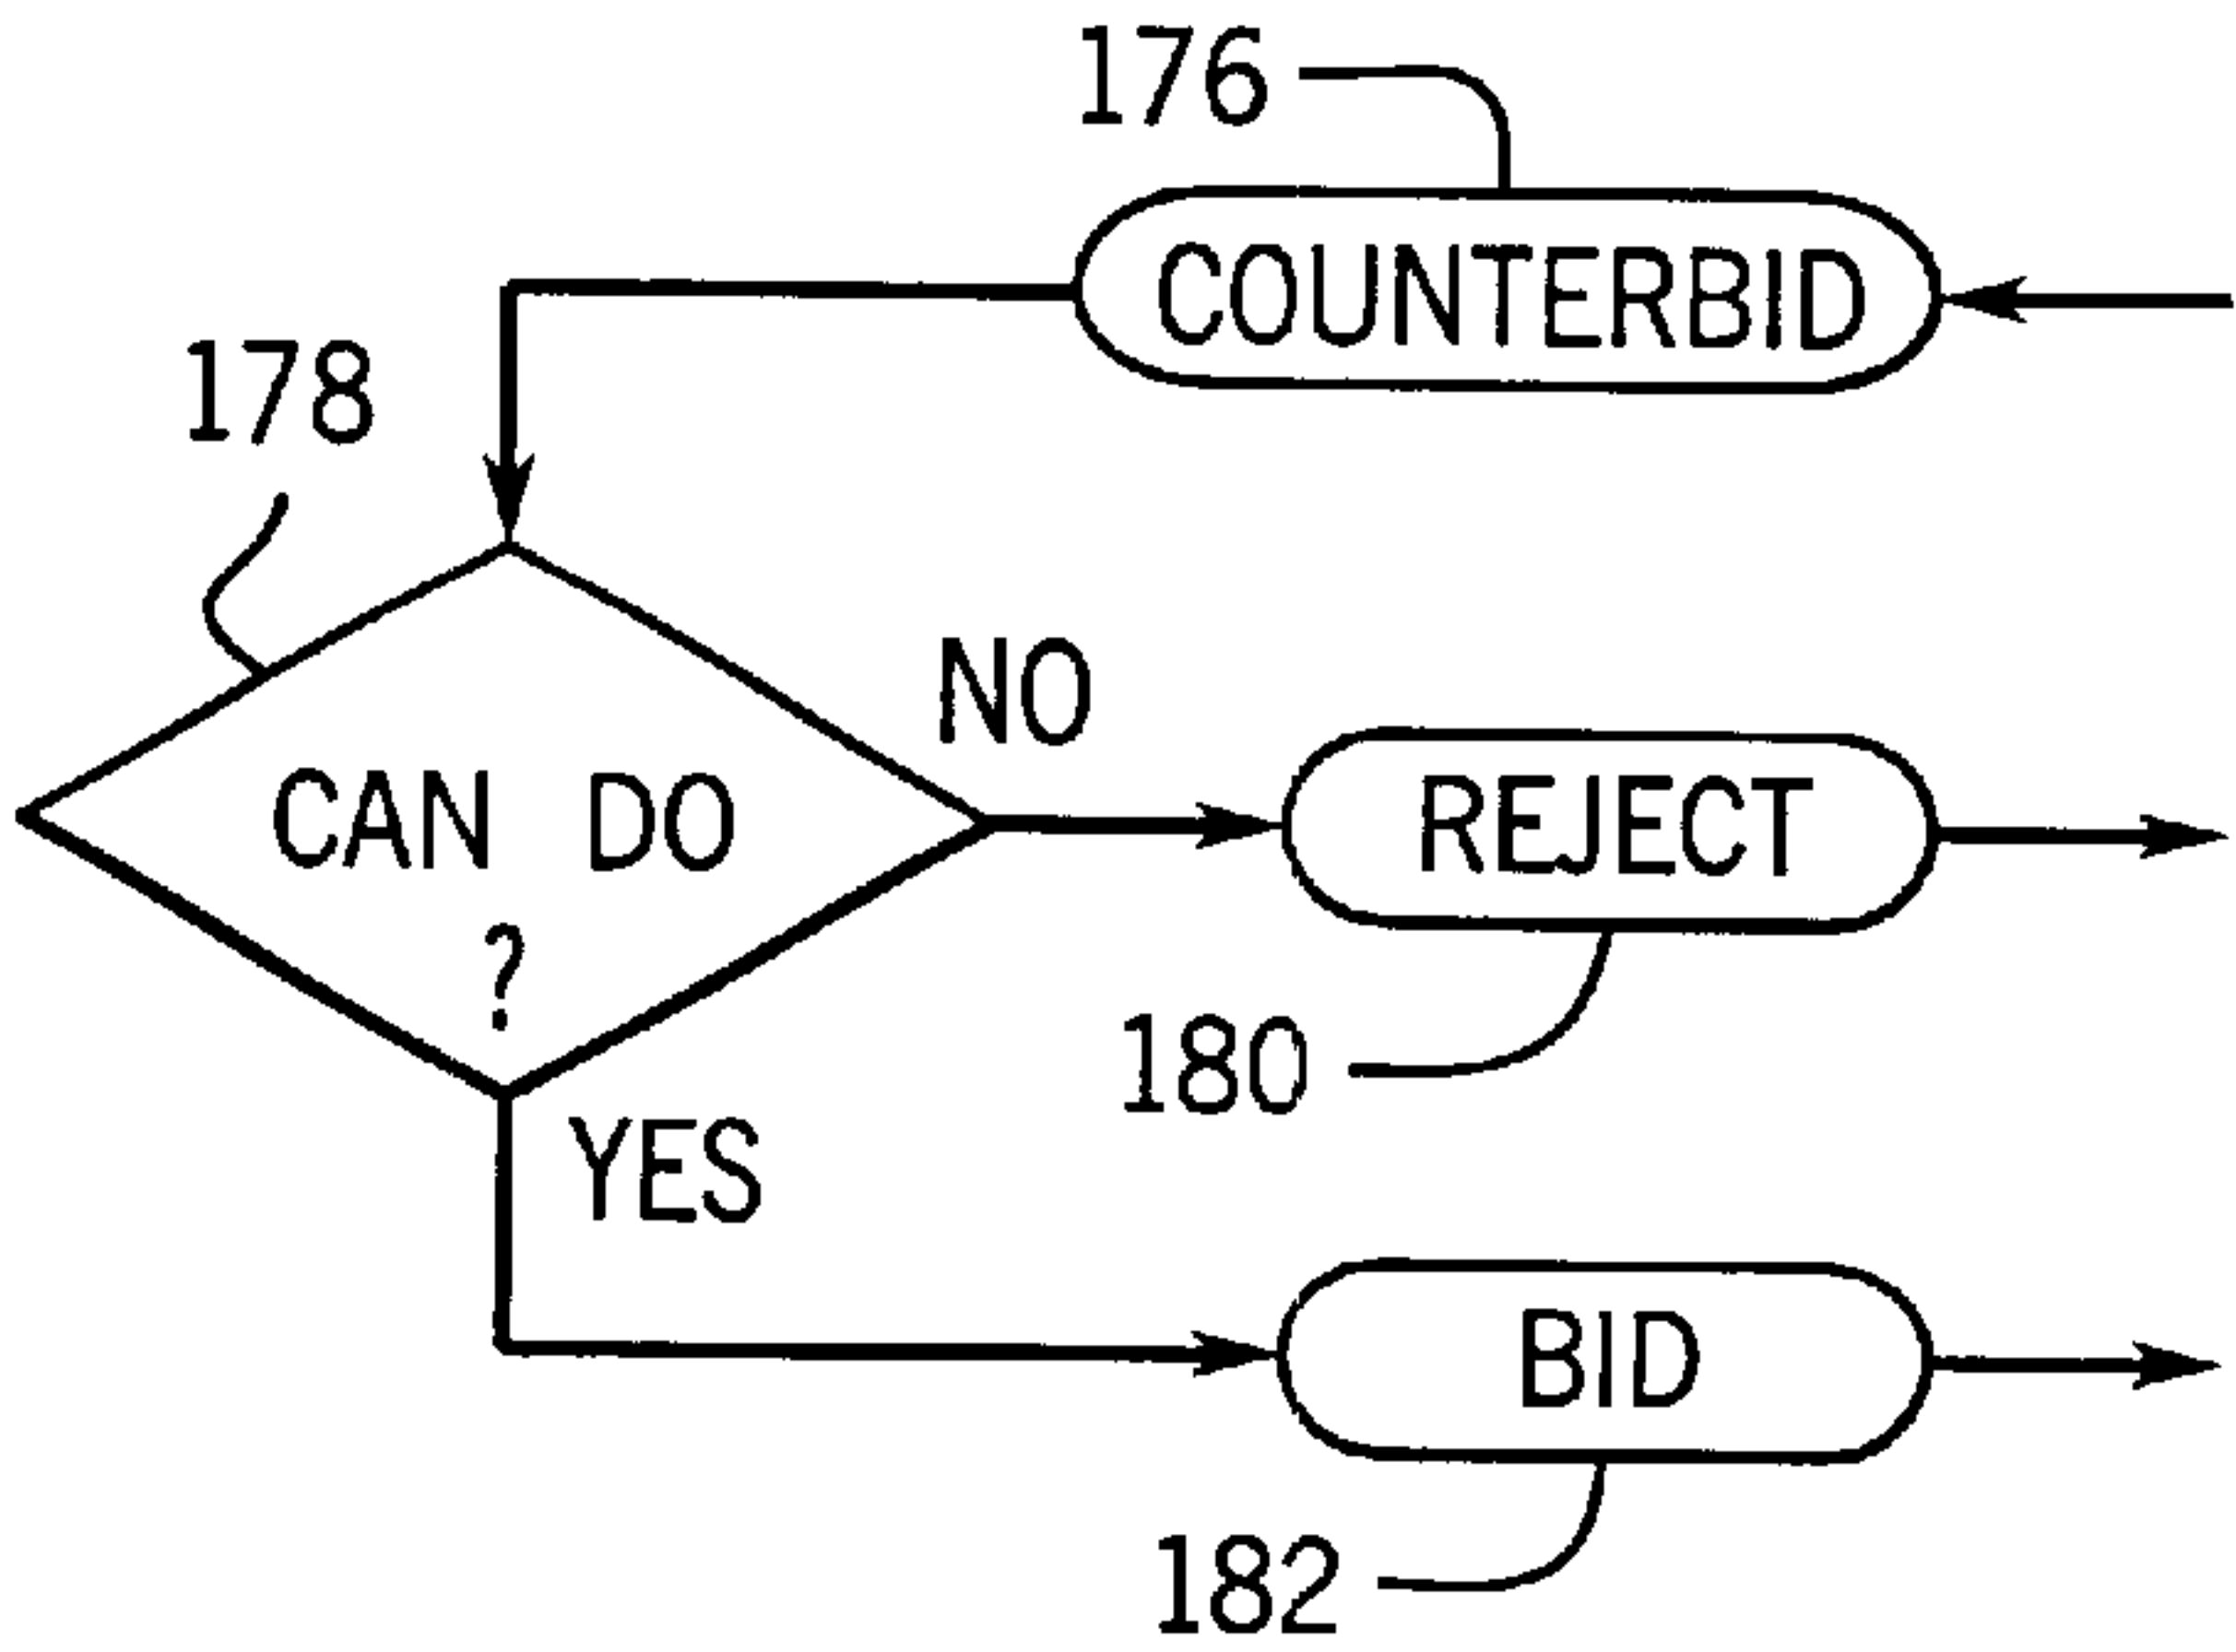 176
COUNTERBID
178
NO
CAN DO
?
REJECT
180
YES
BID
182